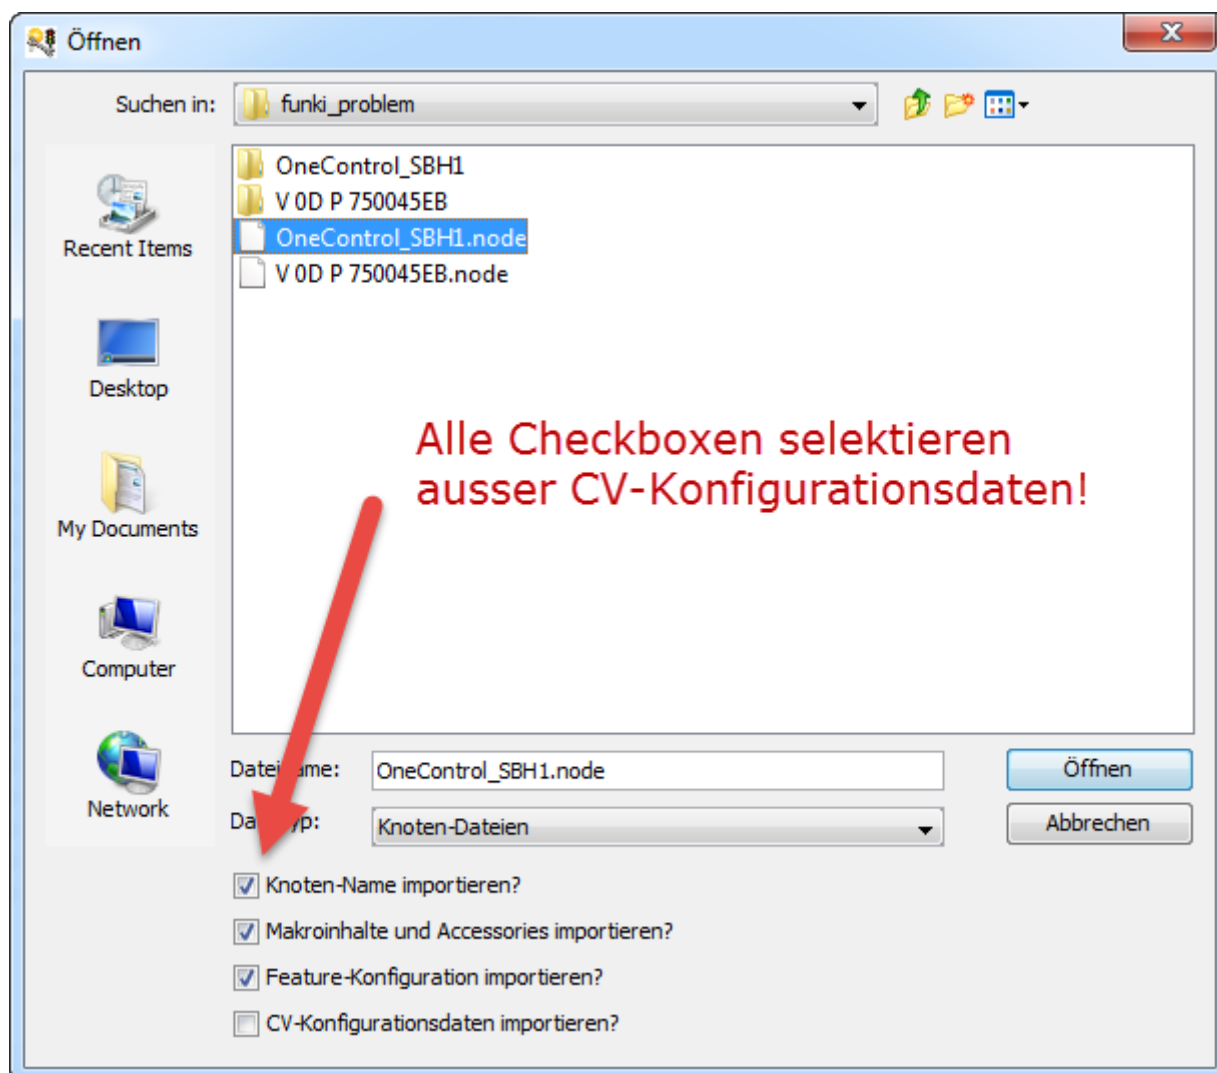 Öffnen
Suchen in:
funki_problem
OneControl_SBH1
V 0D P 750045EB
OneControl_SBH1.node
V 0D P 750045EB.node
Recent Items
Desktop
My Documents
Computer
Network
Alle Checkboxen selektieren
ausser CV-Konfigurationsdaten!
OneControl_SBH1.node
Öffnen
Knoten-Dateien
Abbrechen
Knoten-Name importieren?
Makroinhalte und Accessories importieren?
Feature-Konfiguration importieren?
CV-Konfigurationsdaten importieren?